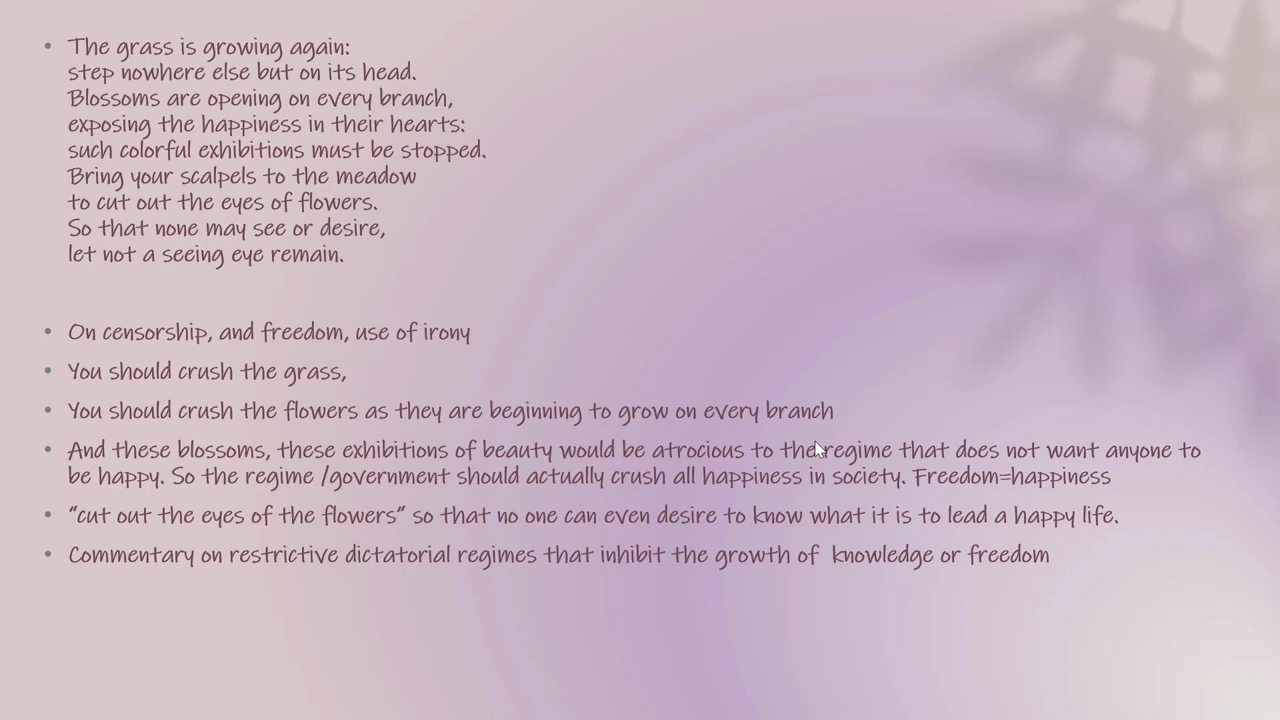 • The grass is growing again:
step nowhere else but on its head.
Blossoms are opening on every branch,
exposing the happiness in their hearts:
such colorful exhibitions must be stopped.
Bring your scalpels to the meadow
to cut out the eyes of flowers.
So that none may see or desire,
let not a seeing eye remain.
• On censorship, and freedom, use of irony
• You should crush the grass,
• You should crush the flowers as they are beginning to grow on every branch
• And these blossoms, these exhibitions of beauty would be atrocious to the regime that does not want anyone to
be happy. So the regime /government should actually crush all happiness in society. Freedom=happiness
• “cut out the eyes of the flowers” so that no one can even desire to know what it is to lead a happy life.
• Commentary on restrictive dictatorial regimes that inhibit the growth of  knowledge or freedom